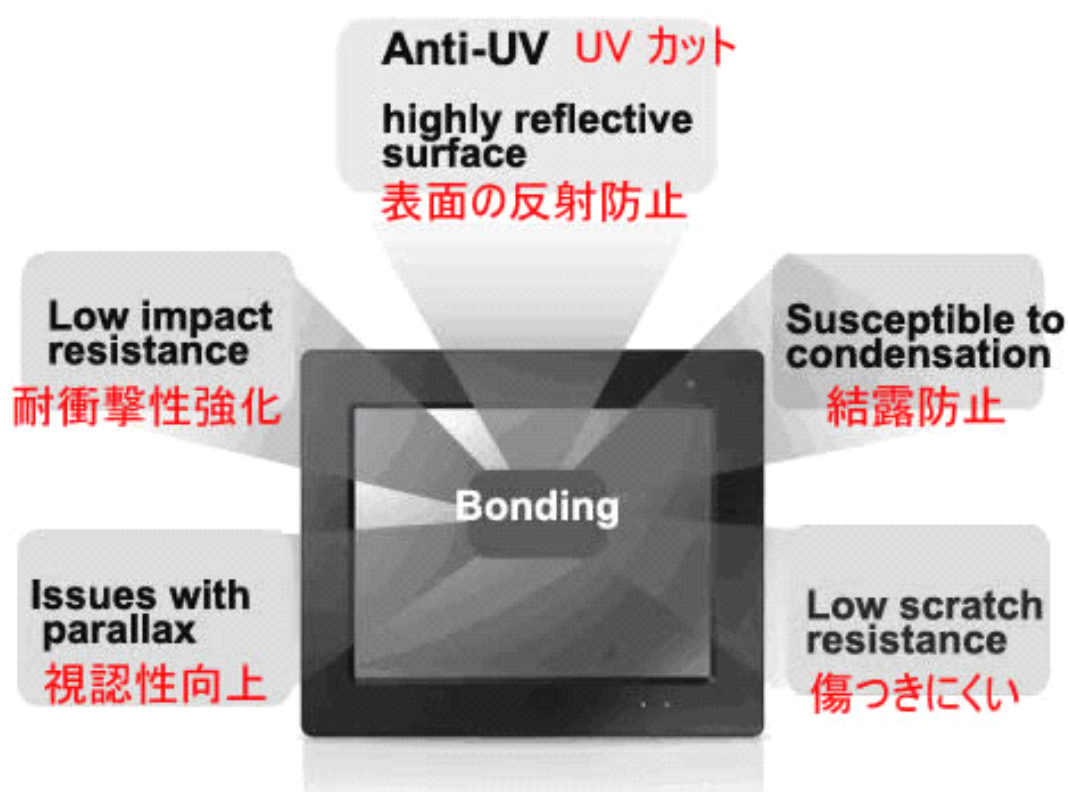 Anti-UV UV カット
highly reflective
surface
表面の反射防止
Low impact
resistance
耐衝撃性強化
Susceptible to
condensation
結露防止
Bonding
Issues with
parallax
視認性向上
Low scratch
resistance
傷つきにくい